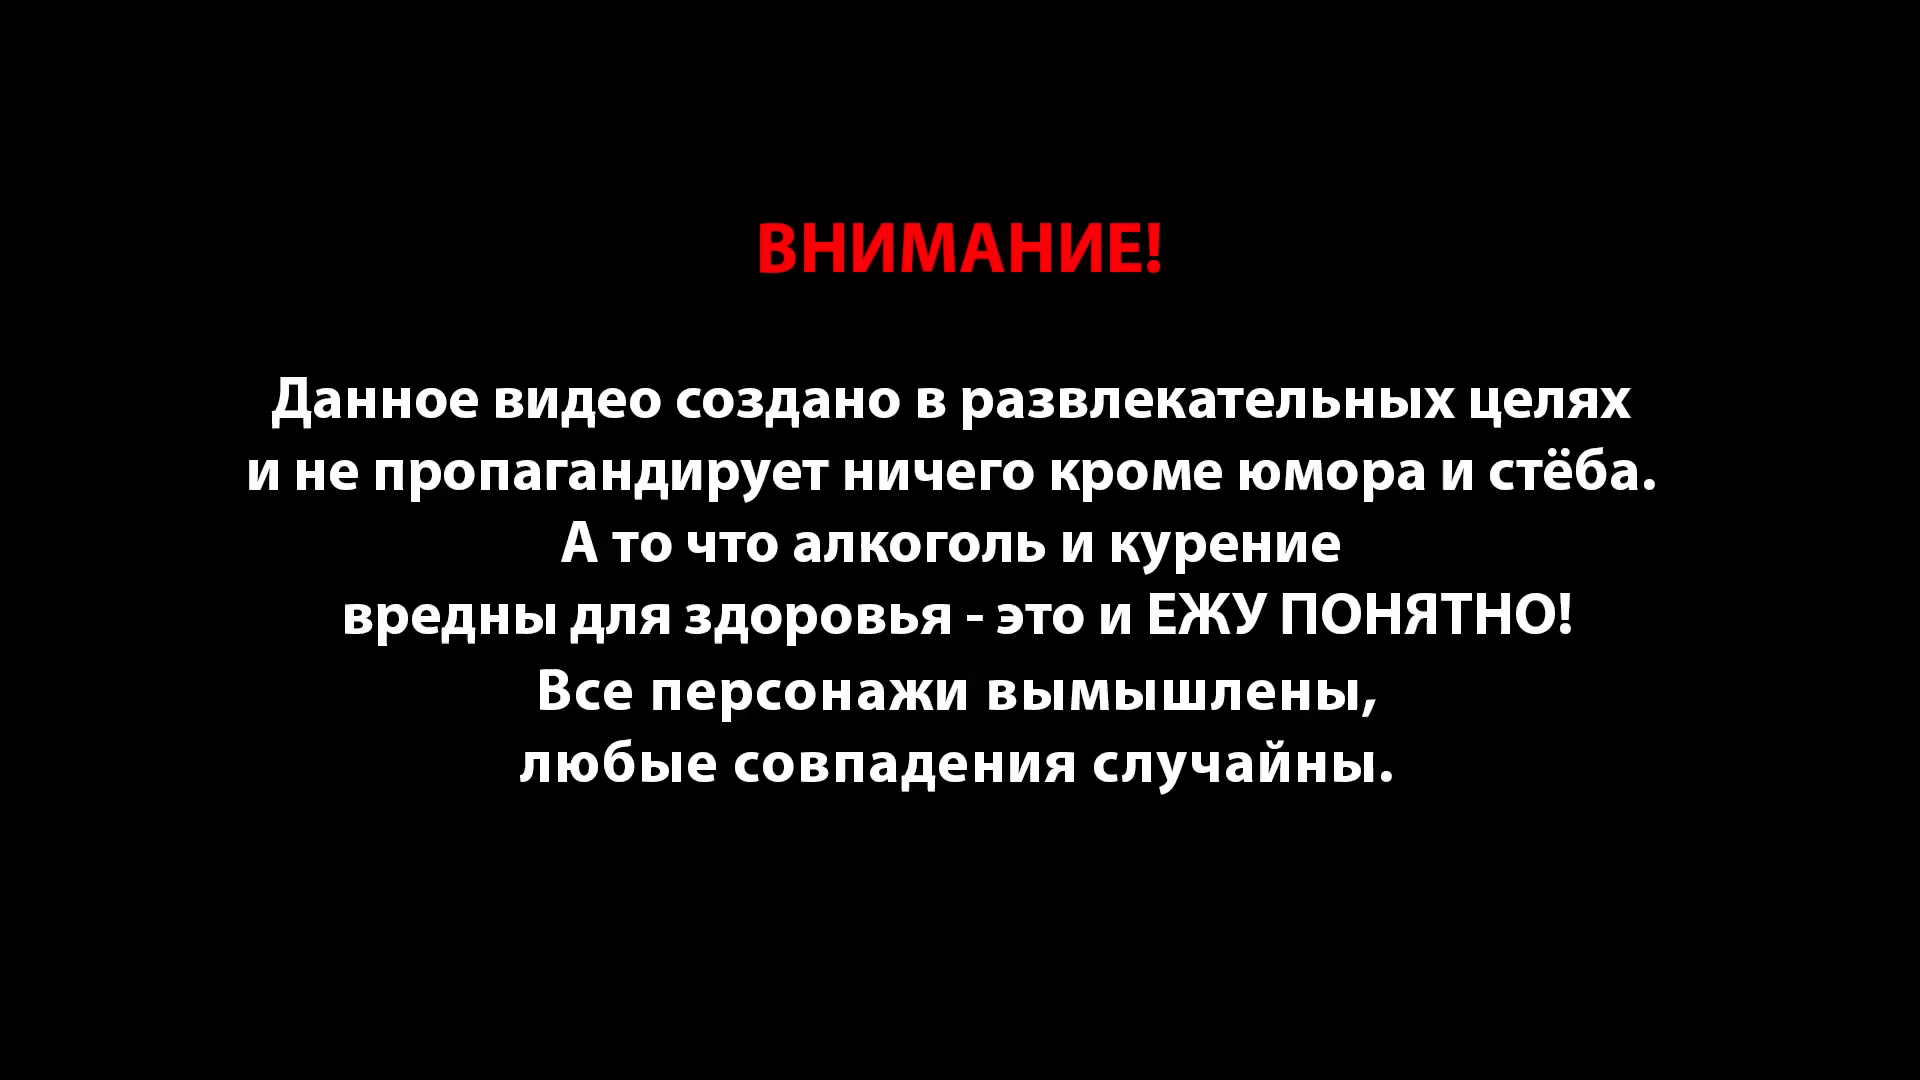 ВНИМАНИЕ!
Данное видео создано в развлекательных целях
и не пропагандирует ничего кроме юмора и стёба.
А то что алкоголь и курение
вредны для здоровья - это и ЕЖУ ПОНЯТНО!
Все персонажи вымышлены,
любые совпадения случайны.